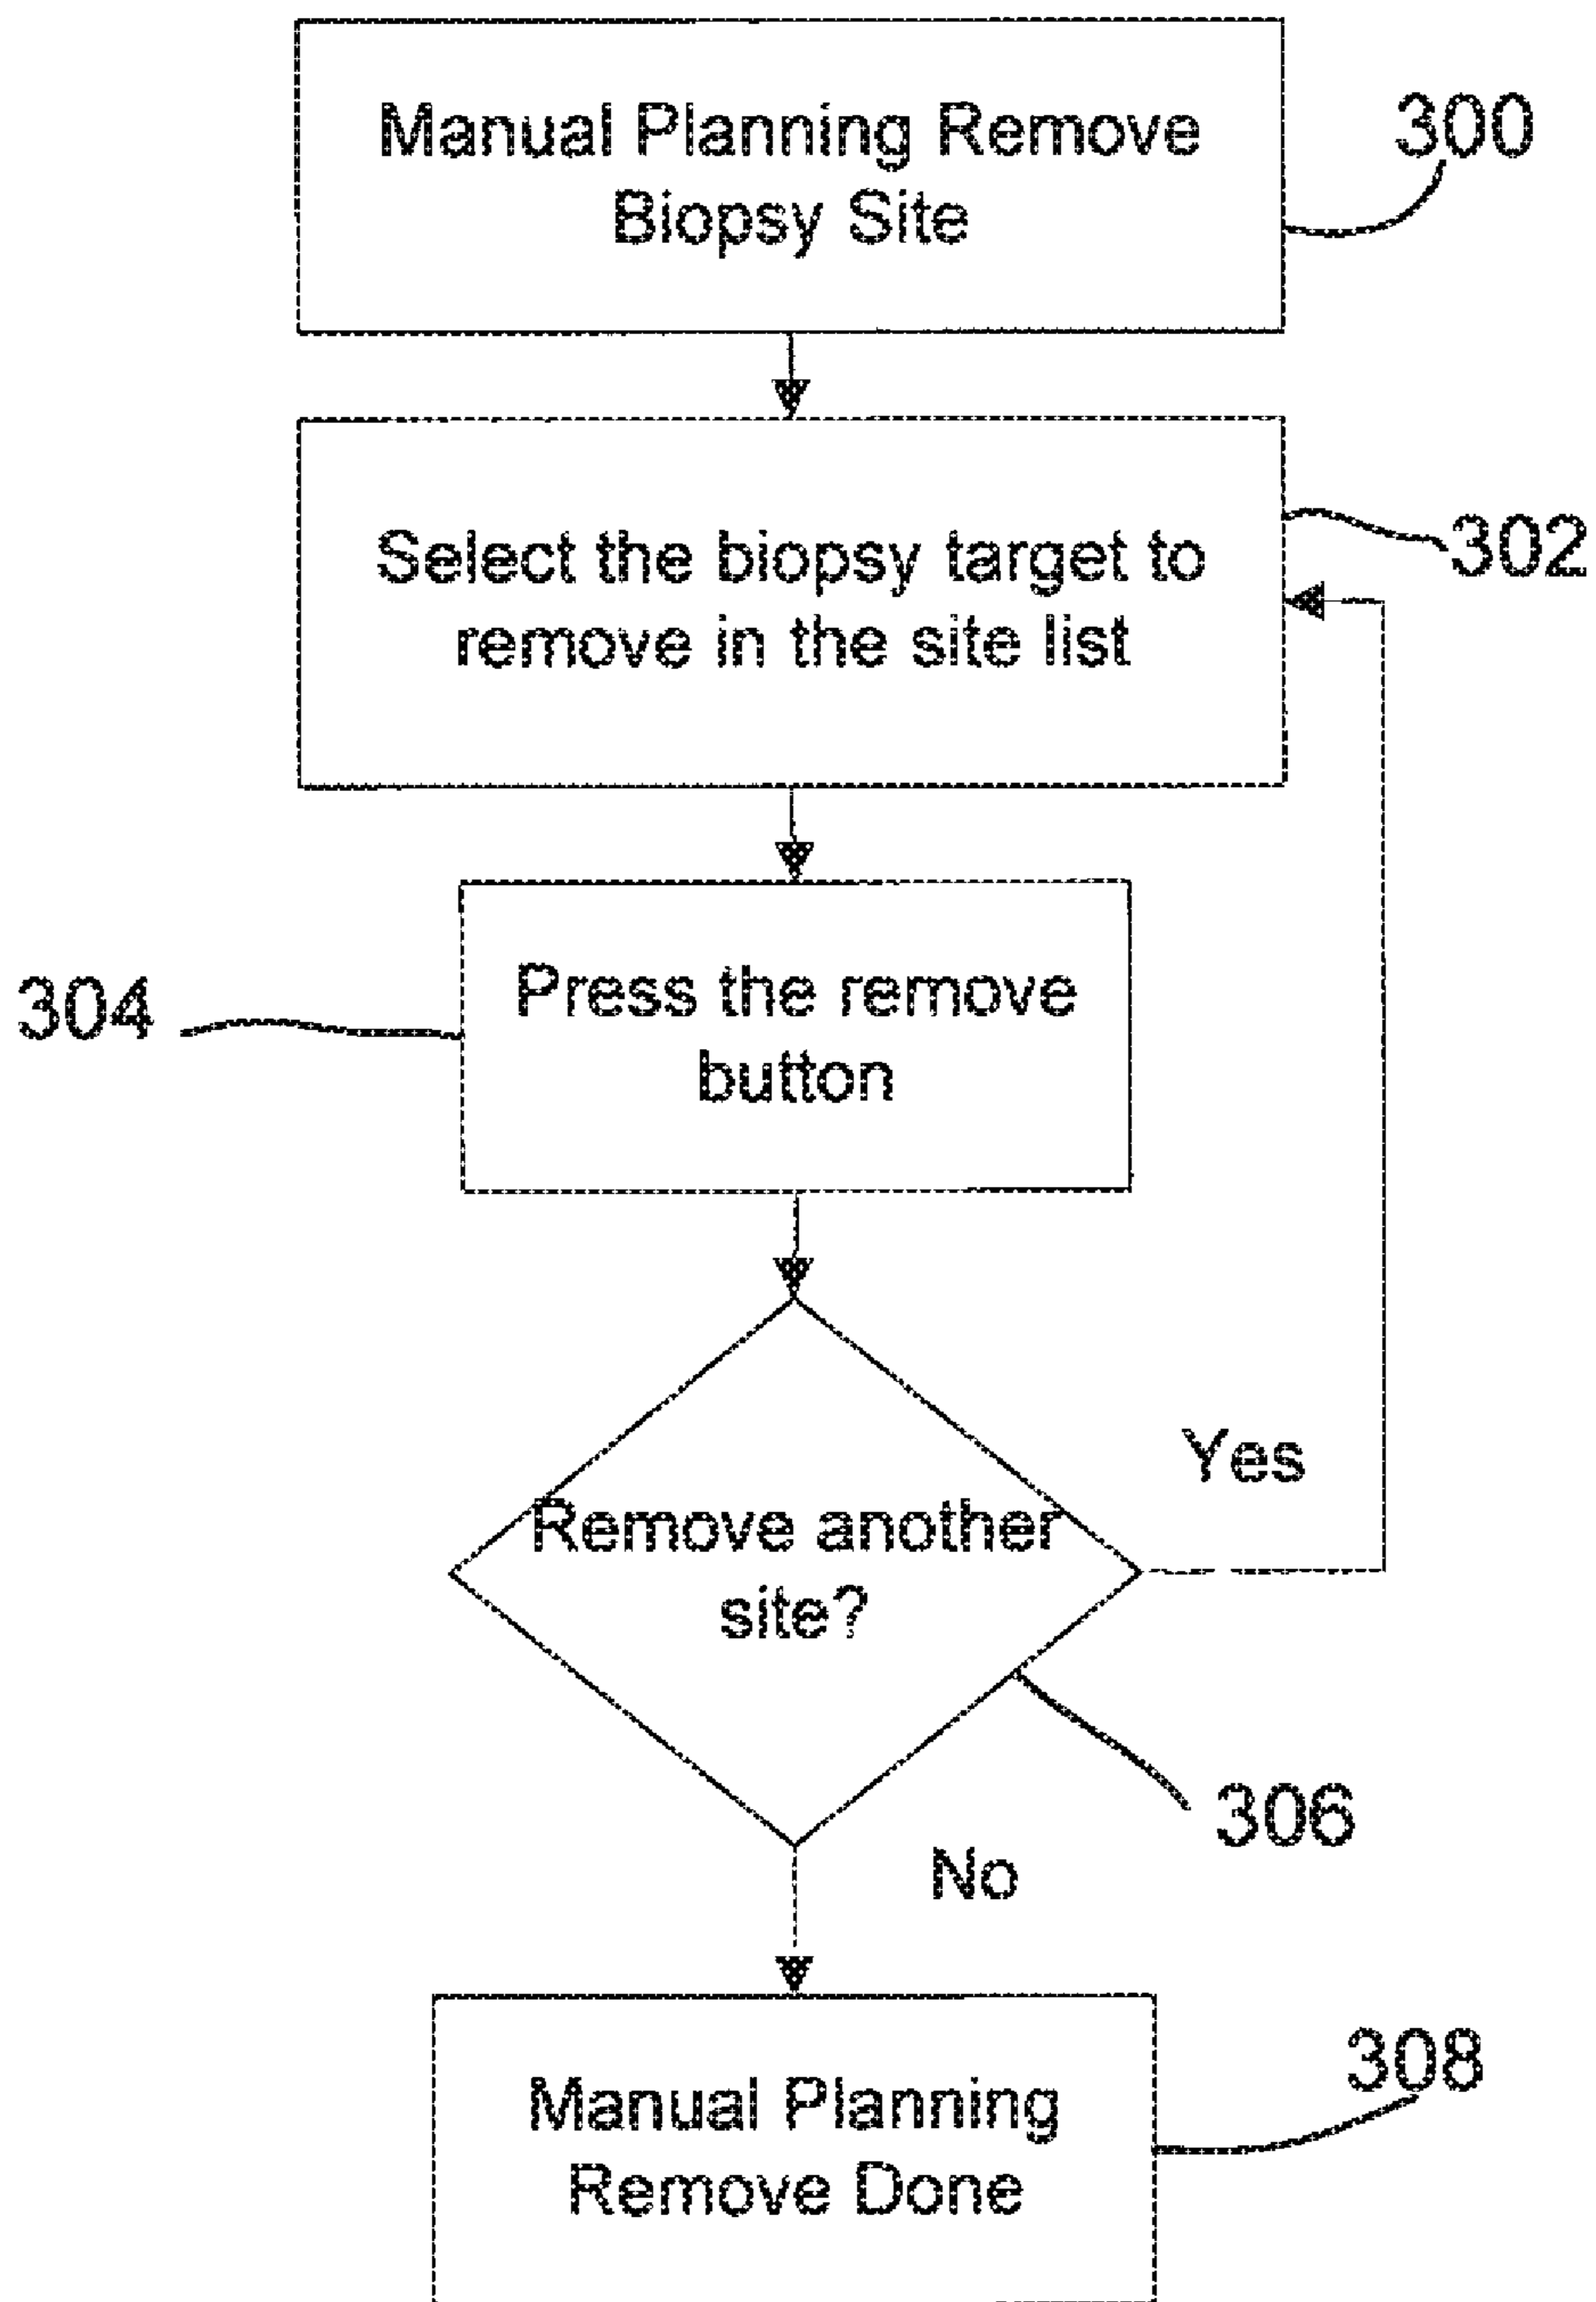 Manual Planning Remove
Biopsy Site
300
Select the biopsy target to
remove in the site list
302
304
Press the remove
button
Yes
Remove another
site?
306
No
Manual Planning
Remove Done
308